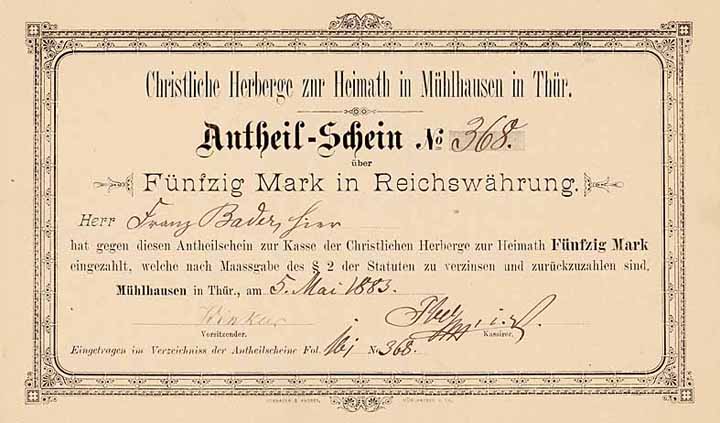 Christliche Herberge zur Heimath in Mühlhausen in Thür.
Antheil-Schein No 368.
über
Fünfzig Mark in Reichswährung.
Herr Franz Bader, hier
hat gegen diesen Antheilschein zur Kasse der Christlichen Herberge zur Heimath Fünfzig Mark
eingezahlt, welche nach Maassgabe des § 2 der Statuten zu verzinsen und zurückzuzahlen sind.
Mühlhausen in Thür., am 5. Mai 1883.
Vorsitzender. Kassirer.
Eingetragen im Verzeichniss der Antheilscheine Fol. No 368.